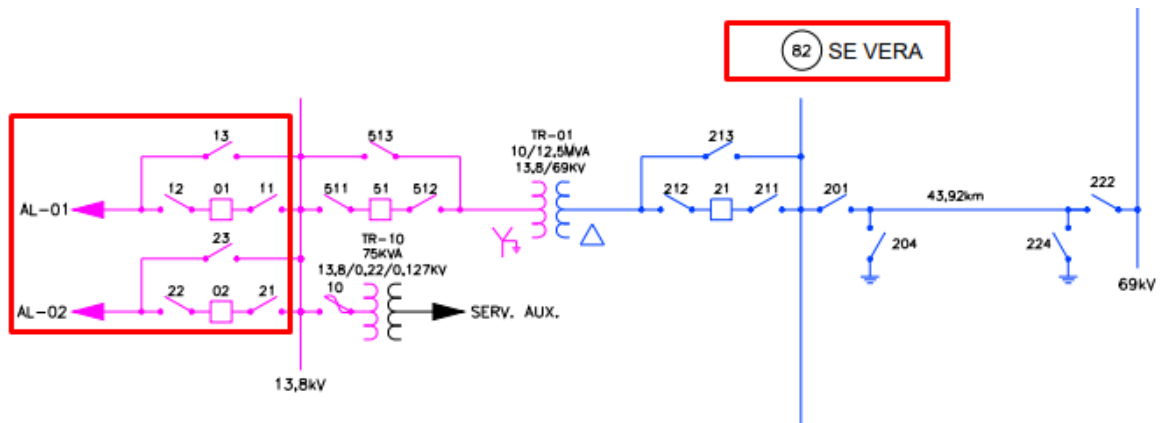 82 SE VERA
13
513
TR-01
10/12.5MVA
13,8/69KV
213
12
01
11
511
51
512
212
21
211
201
43,92km
222
AL-01
23
TR-10
75KVA
13,8/0,22/0,127KV
204
224
22
02
21
10
AL-02
SERV. AUX.
69kV
13,8kV